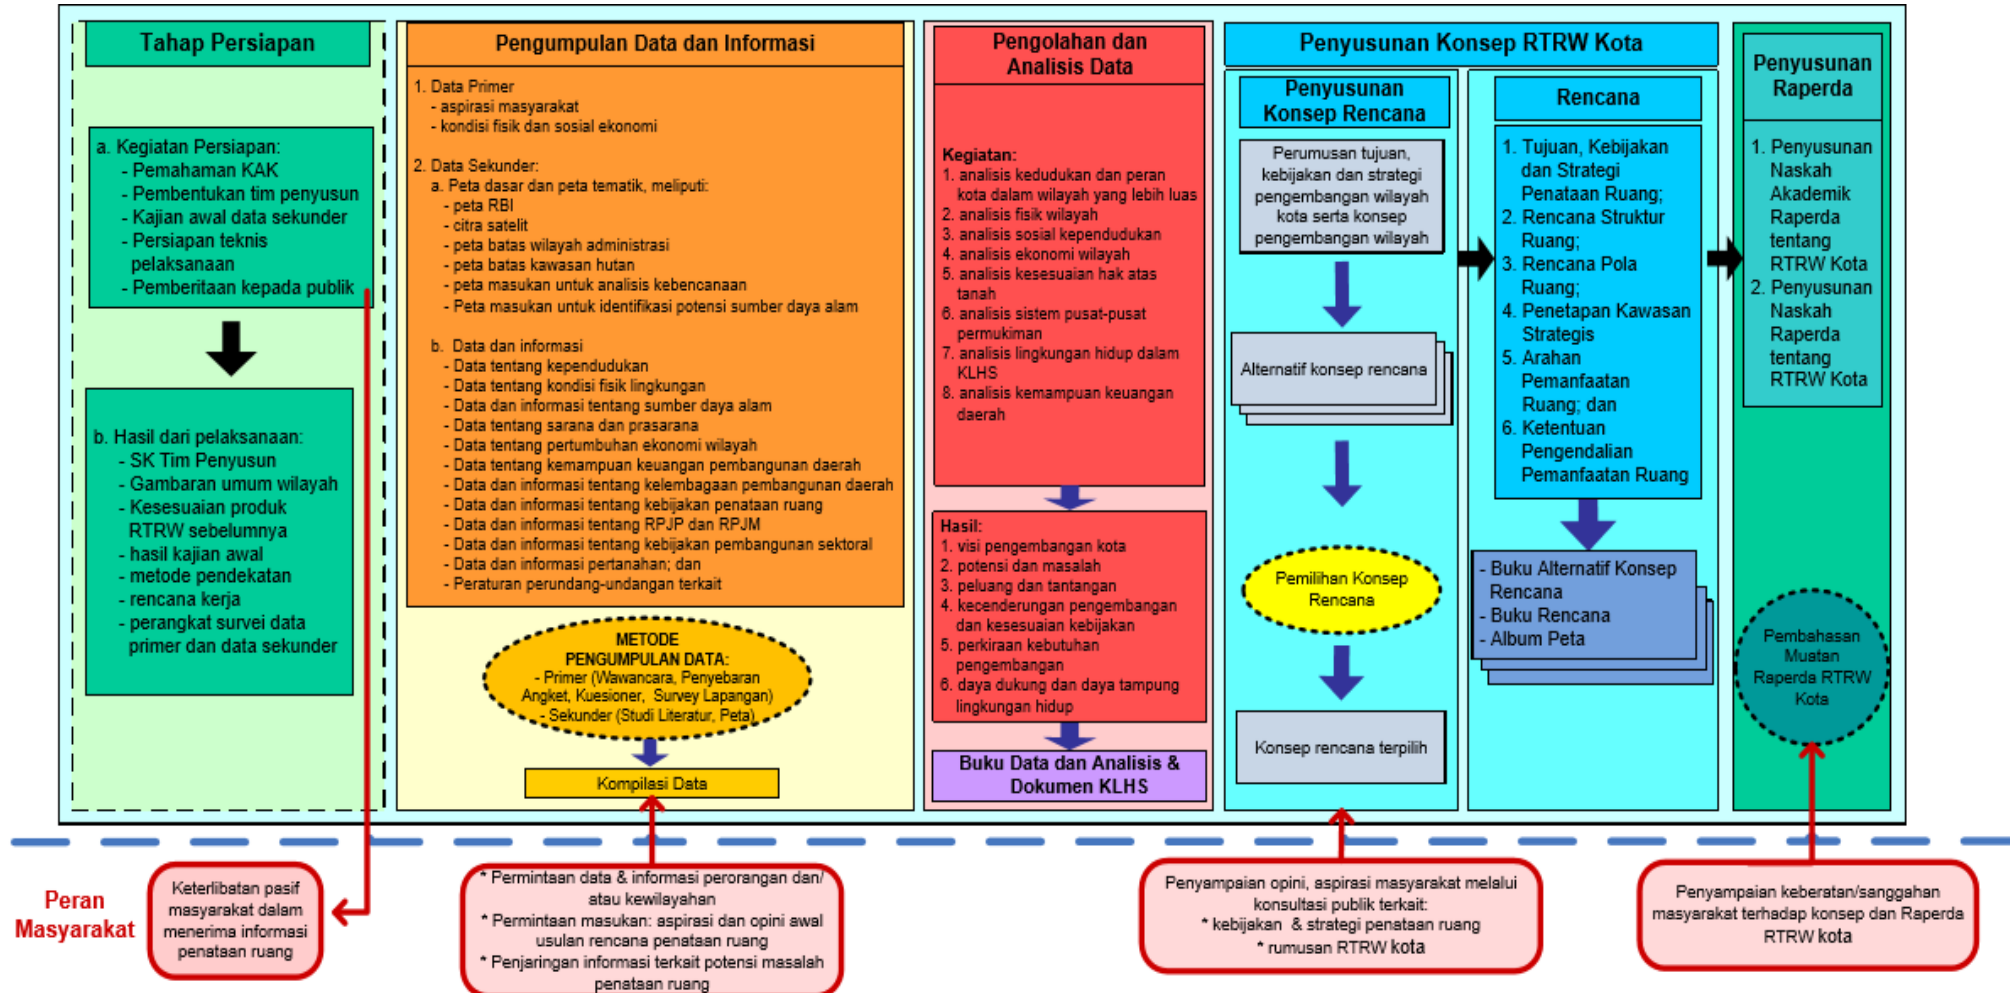 Tahap Persiapan
a. Kegiatan Persiapan:
- Pemahaman KAK
- Pembentukan tim penyusun
- Kajian awal data sekunder
- Persiapan teknis
pelaksanaan
- Pemberitaan kepada publik
b. Hasil dari pelaksanaan:
- SK Tim Penyusun
- Gambaran umum wilayah
- Kesesuaian produk
RTRW sebelumnya
- hasil kajian awal
- metode pendekatan
- rencana kerja
- perangkat survei data
primer dan data sekunder
Pengumpulan Data dan Informasi
1. Data Primer
- aspirasi masyarakat
- kondisi fisik dan sosial ekonomi
2. Data Sekunder:
a. Peta dasar dan peta tematik, meliputi:
- peta RBI
- citra satelit
- peta batas wilayah administrasi
- peta batas kawasan hutan
- peta masukan untuk analisis kebencanaan
- Peta masukan untuk identifikasi potensi sumber daya alam
b. Data dan informasi
- Data tentang kependudukan
- Data tentang kondisi fisik lingkungan
- Data dan informasi tentang sumber daya alam
- Data tentang sarana dan prasarana
- Data tentang pertumbuhan ekonomi wilayah
- Data tentang kemampuan keuangan pembangunan daerah
- Data dan informasi tentang kelembagaan pembangunan daerah
- Data dan informasi tentang kebijakan penataan ruang
- Data dan informasi tentang RPJP dan RPJM
- Data dan informasi tentang kebijakan pembangunan sektoral
- Data dan informasi pertanahan; dan
- Peraturan perundang-undangan terkait
METODE
PENGUMPULAN DATA:
- Primer (Wawancara, Penyebaran
Angket, Kuesioner, Survey Lapangan)
- Sekunder (Studi Literatur, Peta)
Kompilasi Data
Pengolahan dan
Analisis Data
Kegiatan:
1. analisis kedudukan dan peran
kota dalam wilayah yang lebih luas
2. analisis fisik wilayah
3. analisis sosial kependudukan
4. analisis ekonomi wilayah
5. analisis kesesuaian hak atas
tanah
6. analisis sistem pusat-pusat
permukiman
7. analisis lingkungan hidup dalam
KLHS
8. analisis kemampuan keuangan
daerah
Hasil:
1. visi pengembangan kota
2. potensi dan masalah
3. peluang dan tantangan
4. kecenderungan pengembangan
dan kesesuaian kebijakan
5. perkiraan kebutuhan
pengembangan
6. daya dukung dan daya tampung
lingkungan hidup
Buku Data dan Analisis &
Dokumen KLHS
Penyusunan Konsep RTRW Kota
Penyusunan
Konsep Rencana
Perumusan tujuan,
kebijakan dan strategi
pengembangan wilayah
kota serta konsep
pengembangan wilayah
Alternatif konsep rencana
Pemilihan Konsep
Rencana
Konsep rencana terpilih
Rencana
1. Tujuan, Kebijakan
dan Strategi
Penataan Ruang;
2. Rencana Struktur
Ruang;
3. Rencana Pola
Ruang;
4. Penetapan Kawasan
Strategis
5. Arahan
Pemanfaatan
Ruang; dan
6. Ketentuan
Pengendalian
Pemanfaatan Ruang
- Buku Alternatif Konsep
Rencana
- Buku Rencana
- Album Peta
Penyusunan
Raperda
1. Penyusunan
Naskah
Akademik
Raperda
tentang
RTRW Kota
2. Penyusunan
Naskah
Raperda
tentang
RTRW Kota
Pembahasan
Muatan
Raperda RTRW
Kota
Peran
Masyarakat
Keterlibatan pasif
masyarakat dalam
menerima informasi
penataan ruang
* Permintaan data & informasi perorangan dan/
atau kewilayahan
* Permintaan masukan: aspirasi dan opini awal
usulan rencana penataan ruang
* Penjaringan informasi terkait potensi masalah
penataan ruang
Penyampaian opini, aspirasi masyarakat melalui
konsultasi publik terkait:
* kebijakan & strategi penataan ruang
* rumusan RTRW kota
Penyampaian keberatan/sanggahan
masyarakat terhadap konsep dan Raperda
RTRW kota